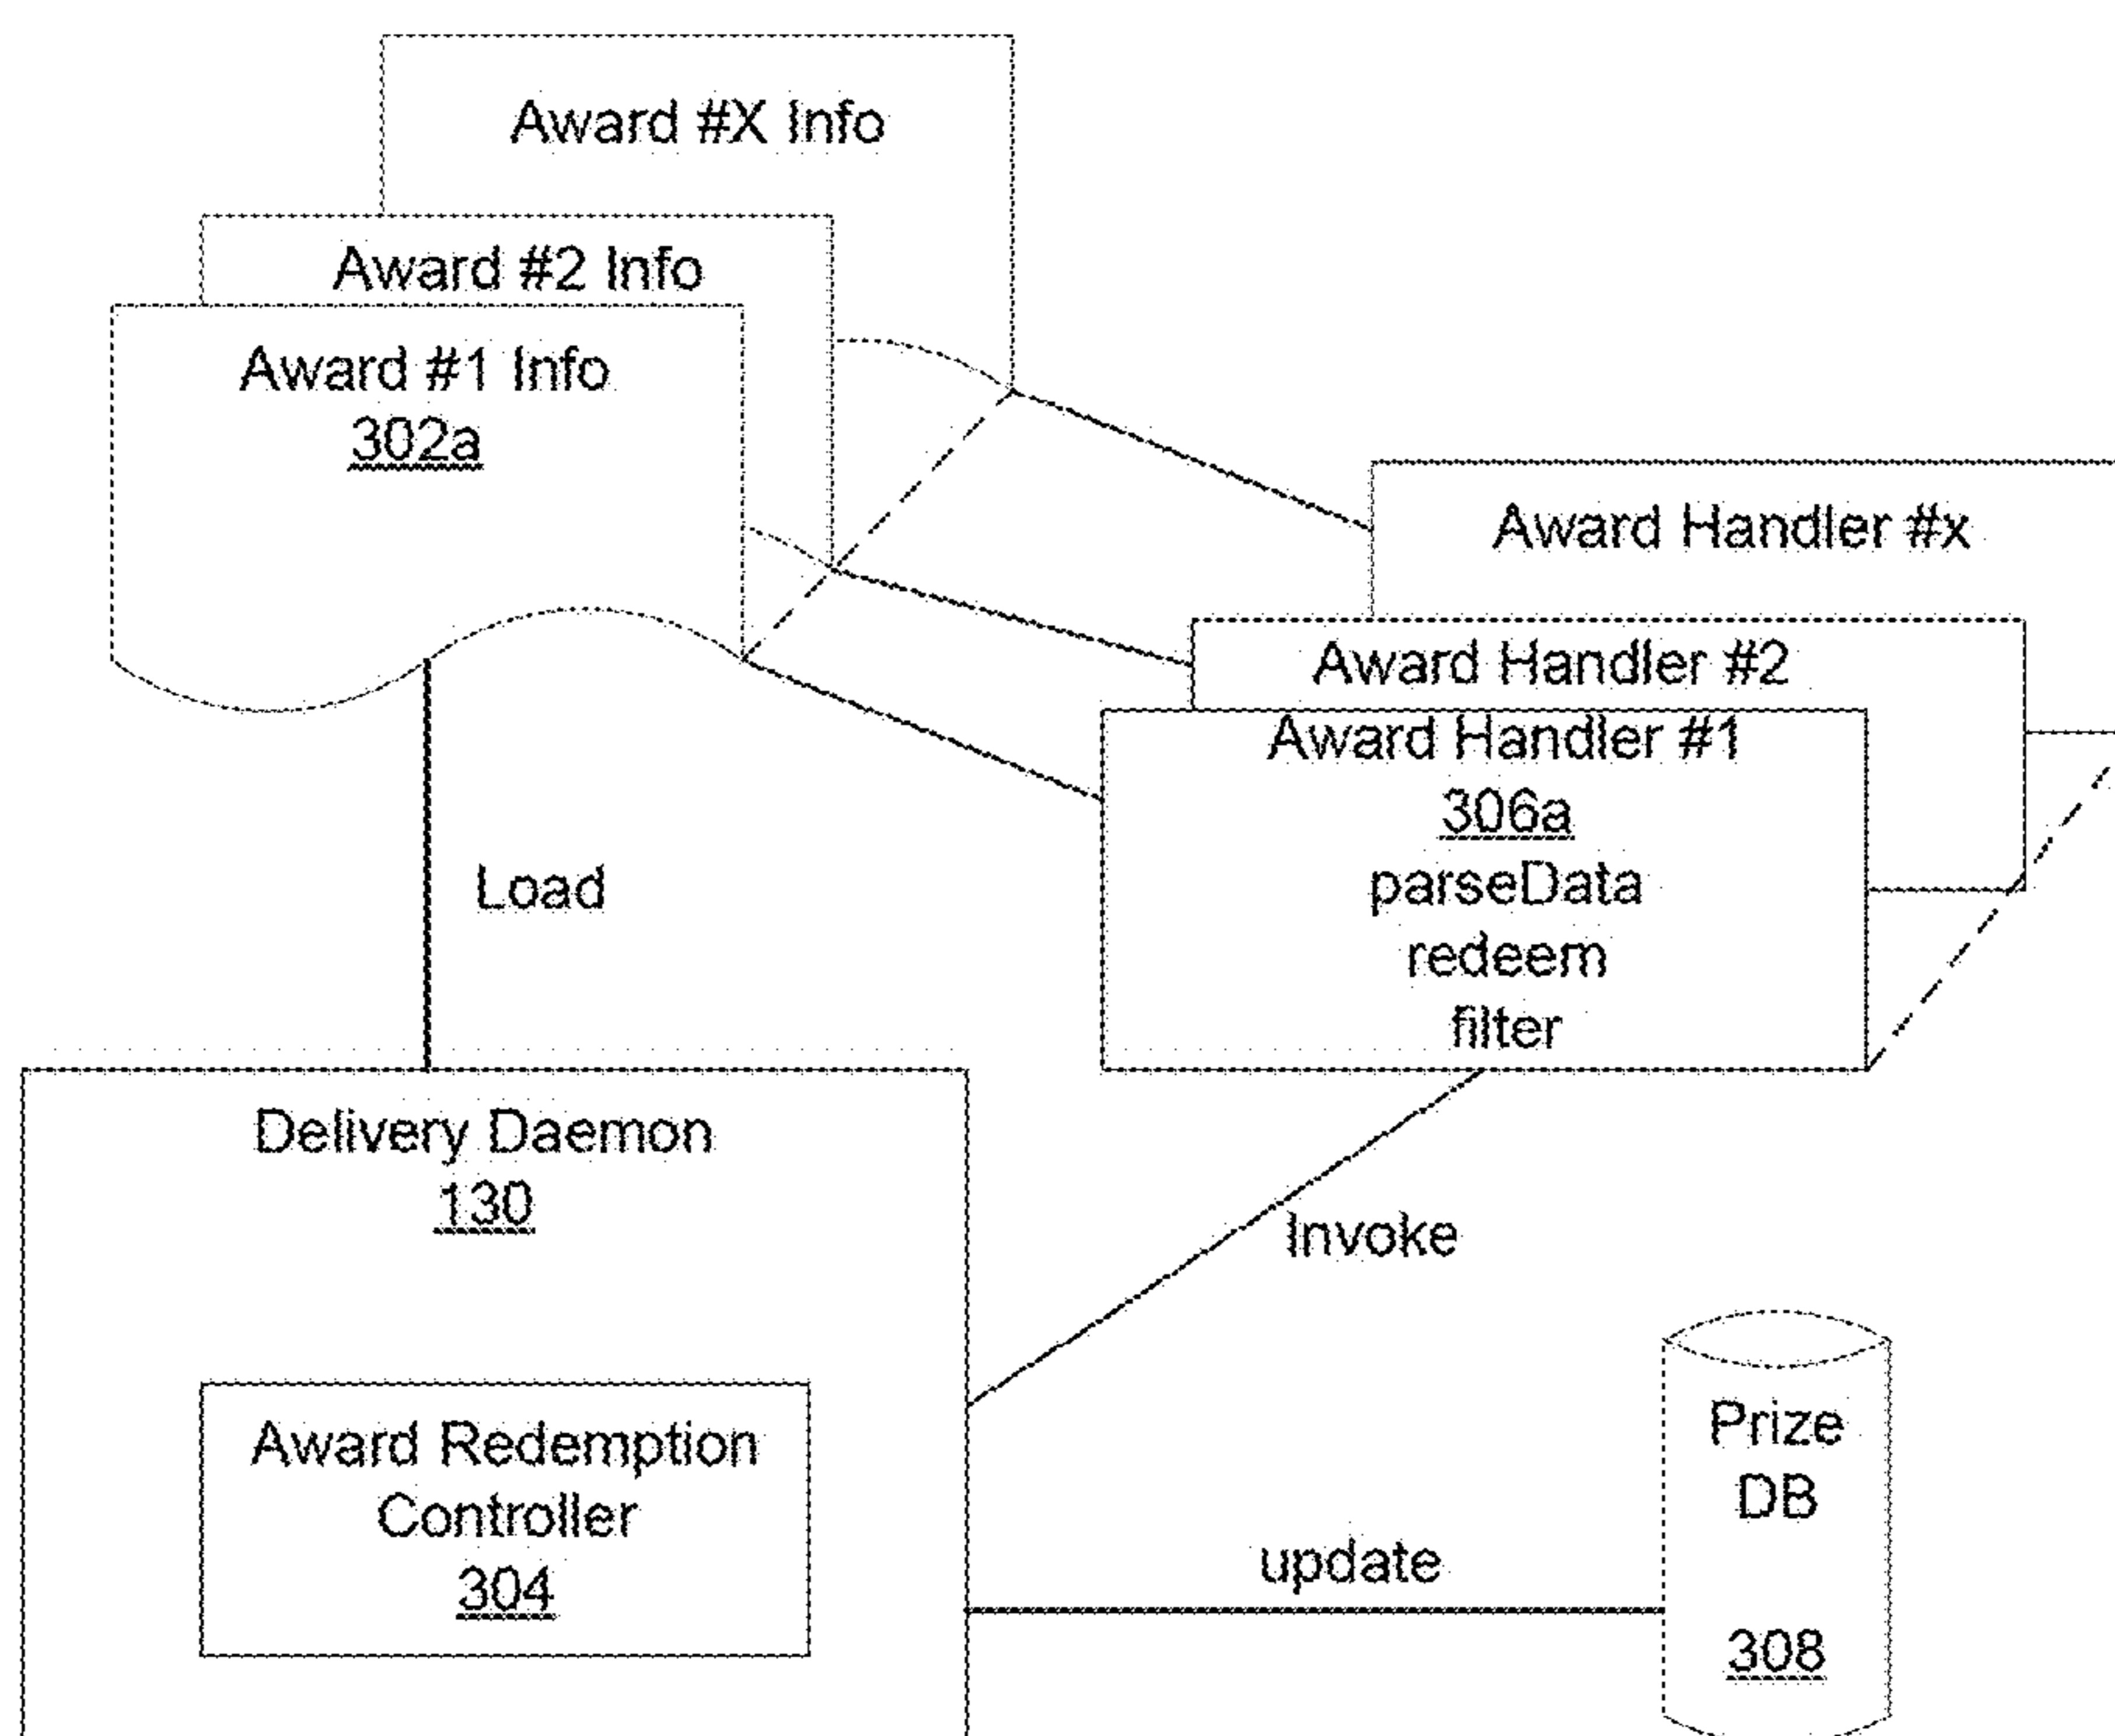 Award #X Info
Award #2 Info
Award #1 Info
302a
Award Handler #x
Award Handler #2
Award Handler #1
306a
parseData
redeem
filter
Load
Delivery Daemon
130
Invoke
Award Redemption
Controller
304
update
Prize
DB
308